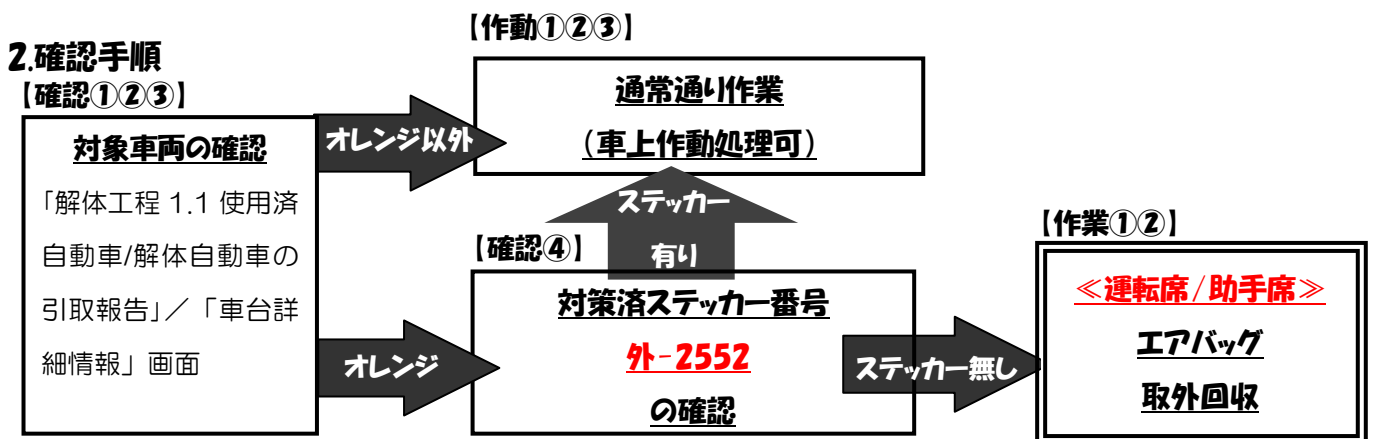 2.確認手順
【確認①②③】
対象車両の確認
「解体工程 1.1 使用済
自動車/解体自動車の
引取報告」／「車台詳
細情報」画面
オレンジ以外
【作動①②③】
通常通り作業
(車上作動処理可)
オレンジ
ステッカー
有り
【確認④】
対策済ステッカー番号
外-2552
の確認
ステッカー無し
【作業①②】
≪運転席/助手席≫
エアバッグ
取外回収